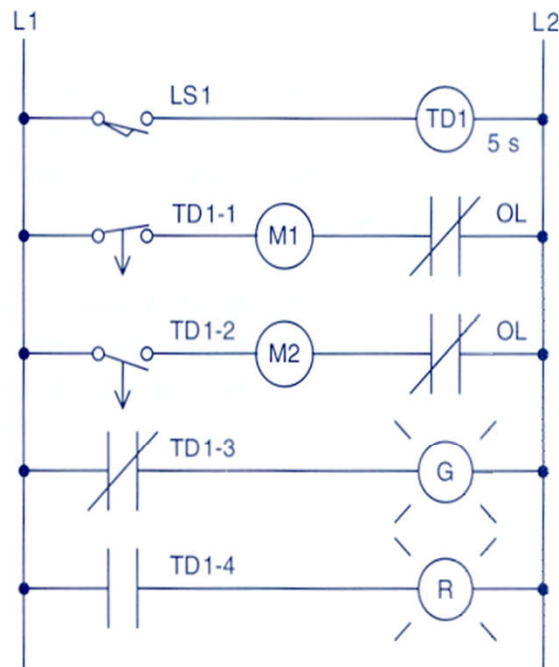 L1 L2
LS1
TD1
5 s
TD1-1
M1
OL
TD1-2
M2
OL
TD1-3
G
TD1-4
R